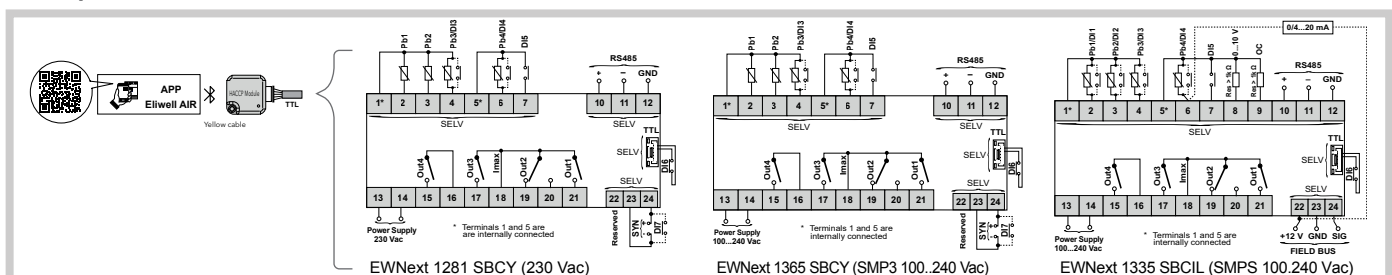 APP
Eliwell AIR
HACCP Module
TTL
Yellow cable
Pb1
Pb2
Pb3/DI3
Pb4/DI4
DI5
RS485
+ – GND
1* 2 3 4 5* 6 7 10 11 12
SELV SELV
TTL
SELV
DI6
Out4
Out3
Imax
Out2
Out1
SELV
13 14 15 16 17 18 19 20 21 22 23 24
Power Supply
230 Vac
* Terminals 1 and 5 are
are internally connected
Reserved
SYN
+ -
DI7
EWNext 1281 SBCY (230 Vac)
Pb1
Pb2
Pb3/DI3
Pb4/DI4
DI5
RS485
+ – GND
1* 2 3 4 5* 6 7 10 11 12
SELV SELV
TTL
SELV
DI6
Out4
Out3
Imax
Out2
Out1
SELV
13 14 15 16 17 18 19 20 21 22 23 24
Power Supply
100...240 Vac
* Terminals 1 and 5 are
internally connected
Reserved
SYN
+ -
DI7
EWNext 1365 SBCY (SMP3 100..240 Vac)
0/4...20 mA
Pb1/DI1
Pb2/DI2
Pb3/DI3
Pb4/DI4
DI5
0...10 V
OC
Res > 1k Ω
Res > 1k Ω
RS485
+ – GND
1* 2 3 4 5* 6 7 8 9 10 11 12
SELV
TTL
SELV
DI6
Out4
Out3
Imax
Out2
Out1
SELV
13 14 15 16 17 18 19 20 21 22 23 24
Power Supply
100...240 Vac
* Terminals 1 and 5 are
internally connected
+12 V GND SIG
FIELD BUS
EWNext 1335 SBCIL (SMPS 100.240 Vac)